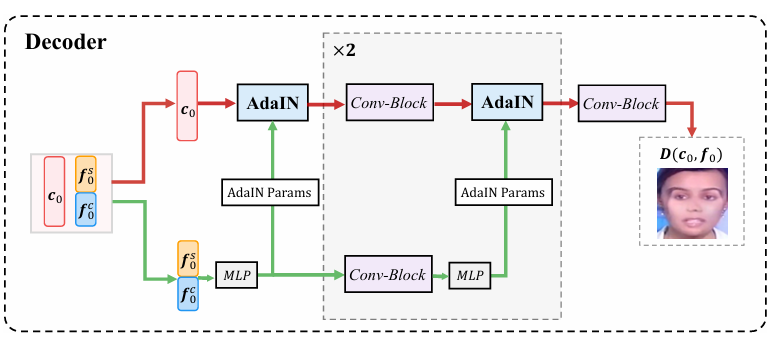 Decoder
×2
c₀
AdaIN
Conv-Block
AdaIN
Conv-Block
D(c₀, f₀)
c₀
f₀ˢ
f₀ᶜ
AdaIN Params
AdaIN Params
f₀ˢ
f₀ᶜ
MLP
Conv-Block
MLP